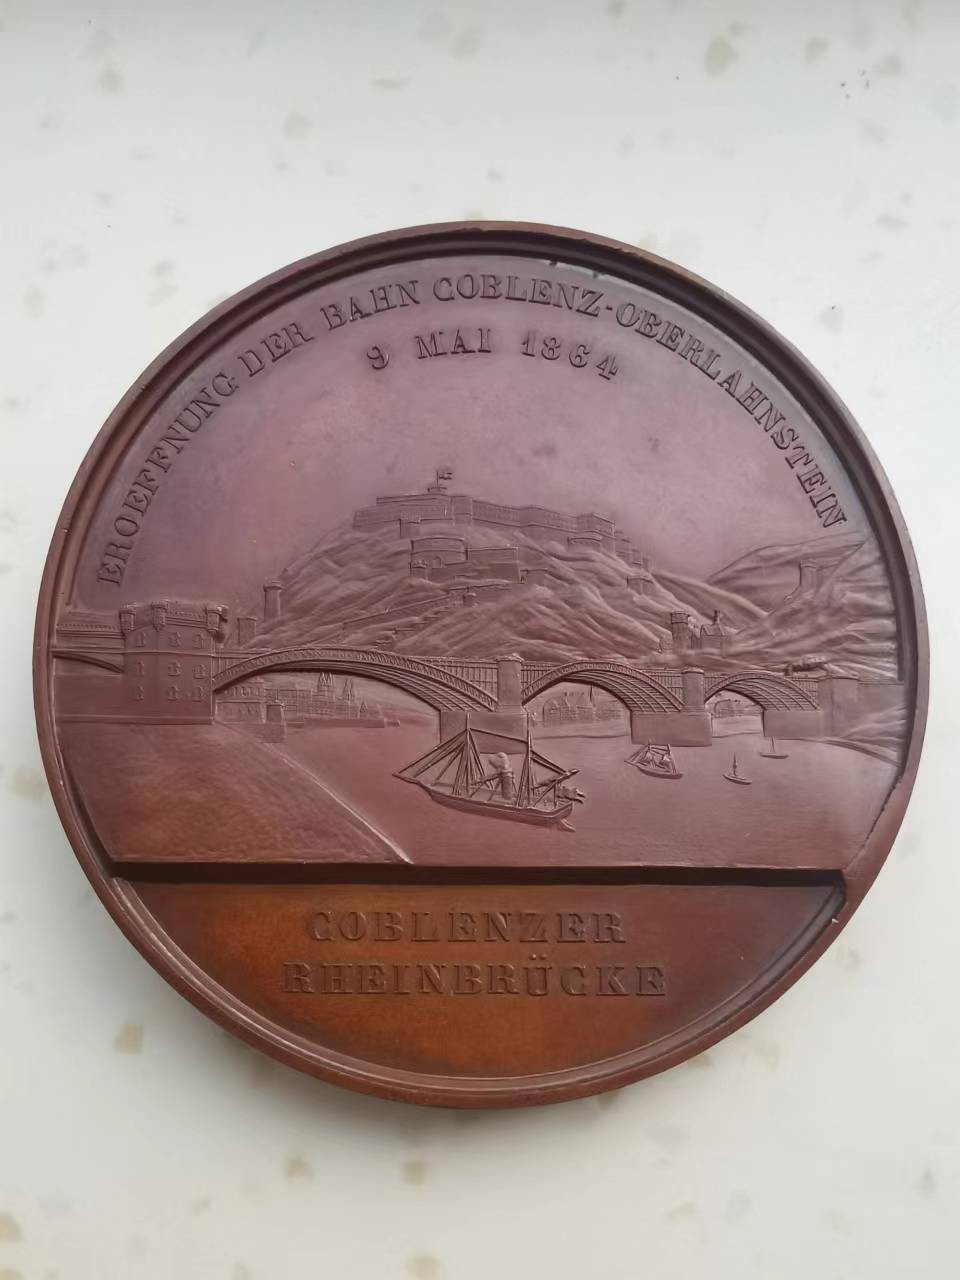 EROEFFNUNG DER BAHN COBLENZ-OBERLAHNSTEIN
9 MAI 1864
COBLENZER
RHEINBRÜCKE